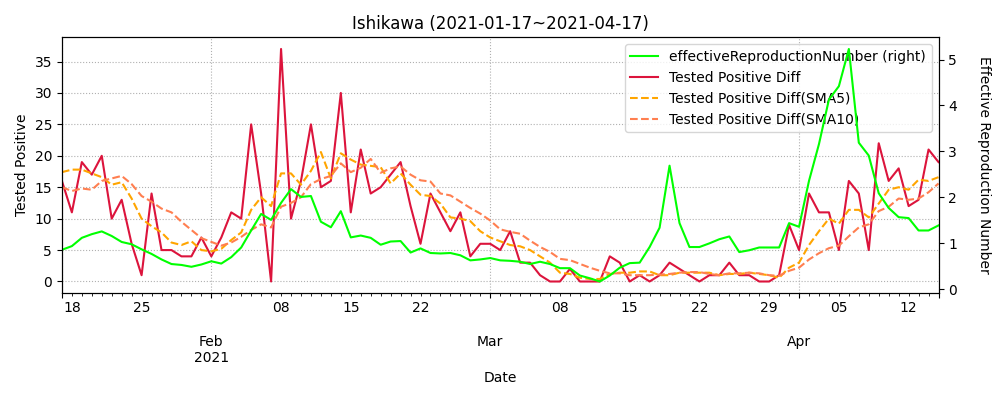 Ishikawa (2021-01-17~2021-04-17)
effectiveReproductionNumber (right)
Tested Positive Diff
Tested Positive Diff(SMA5)
Tested Positive Diff(SMA10)
Tested Positive
35
30
25
20
15
10
5
0
5
4
3
2
1
0
Effective Reproduction Number
18 25 08 15 22 08 15 22 29 05 12
Feb Mar Apr
2021
Date